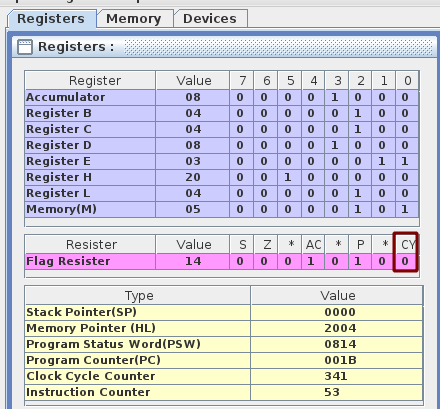 Registers Memory Devices
Registers :
Register Value 7 6 5 4 3 2 1 0
Accumulator 08 0 0 0 0 1 0 0 0
Register B 04 0 0 0 0 0 1 0 0
Register C 04 0 0 0 0 0 1 0 0
Register D 08 0 0 0 0 1 0 0 0
Register E 03 0 0 0 0 0 0 1 1
Register H 20 0 0 1 0 0 0 0 0
Register L 04 0 0 0 0 0 1 0 0
Memory(M) 05 0 0 0 0 0 1 0 1
Resister Value S Z * AC * P * CY
Flag Resister 14 0 0 0 1 0 1 0 0
Type Value
Stack Pointer(SP) 0000
Memory Pointer (HL) 2004
Program Status Word(PSW) 0814
Program Counter(PC) 001B
Clock Cycle Counter 341
Instruction Counter 53